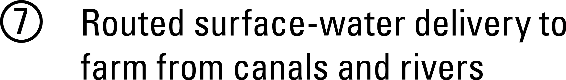 ⑦ Routed surface-water delivery to
farm from canals and rivers